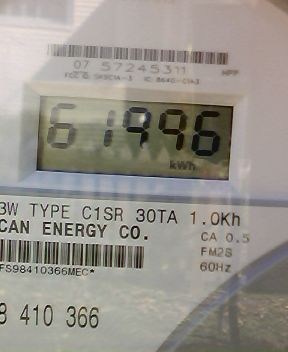 07 57245311
61996
kWh
3W TYPE C1SR 30TA 1.0Kh
CAN ENERGY CO.
CA 0.5
FM2S
60Hz
FS98410366MEC*
8 410 366